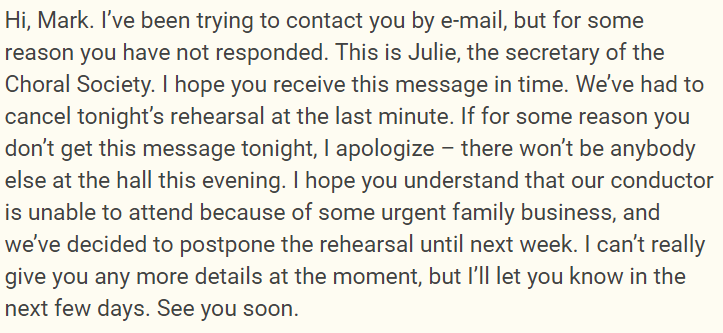 Hi, Mark. I’ve been trying to contact you by e-mail, but for some
reason you have not responded. This is Julie, the secretary of the
Choral Society. I hope you receive this message in time. We’ve had to
cancel tonight’s rehearsal at the last minute. If for some reason you
don’t get this message tonight, I apologize – there won’t be anybody
else at the hall this evening. I hope you understand that our conductor
is unable to attend because of some urgent family business, and
we’ve decided to postpone the rehearsal until next week. I can’t really
give you any more details at the moment, but I’ll let you know in the
next few days. See you soon.